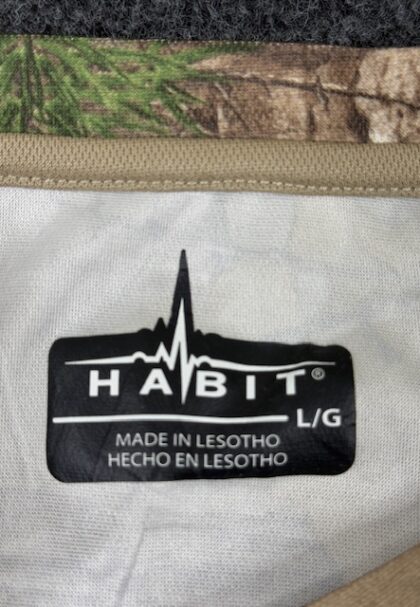 HABIT®
L/G
MADE IN LESOTHO
HECHO EN LESOTHO